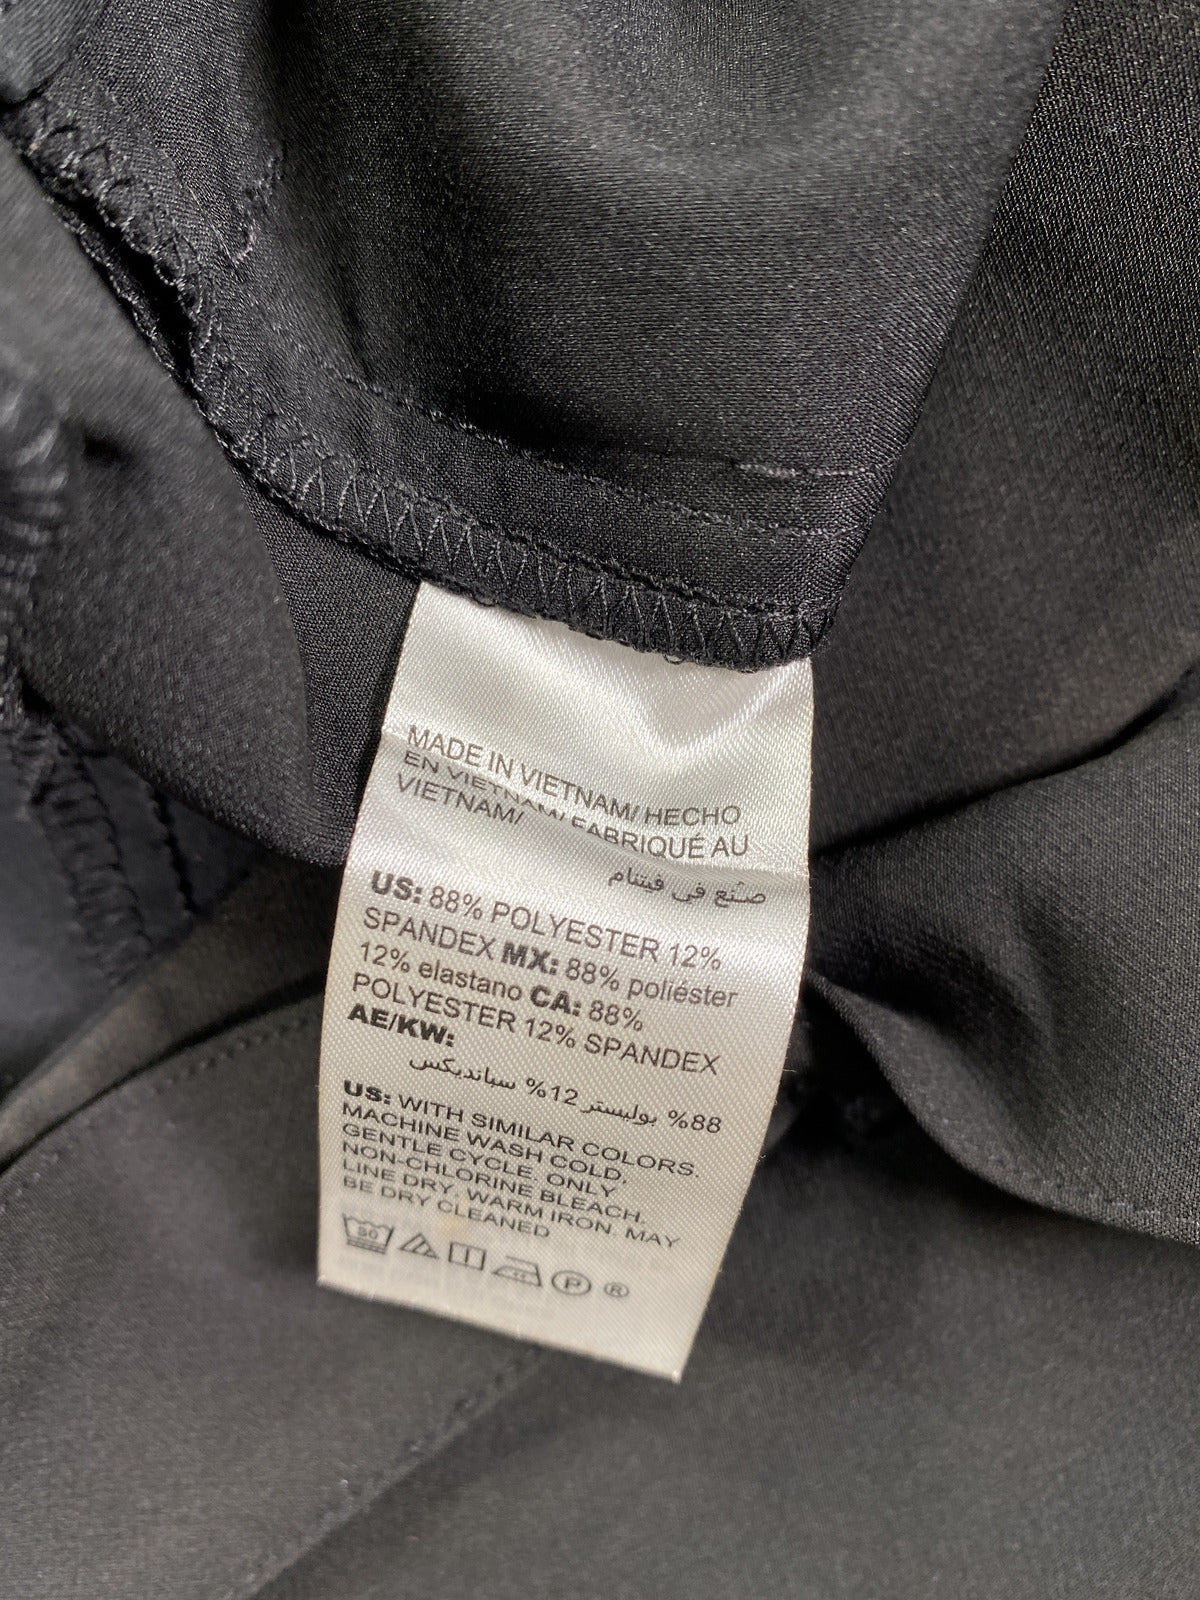 MADE IN VIETNAM/ HECHO
EN VIETNAM/ FABRIQUÉ AU
VIETNAM/
صنع في فيتنام
US: 88% POLYESTER 12%
SPANDEX MX: 88% poliéster
12% elastano CA: 88%
POLYESTER 12% SPANDEX
AE/KW:
88% بوليستر 12% سباندیکس
US: WITH SIMILAR COLORS.
MACHINE WASH COLD,
GENTLE CYCLE. ONLY
NON-CHLORINE BLEACH.
LINE DRY. WARM IRON. MAY
BE DRY CLEANED
P ®